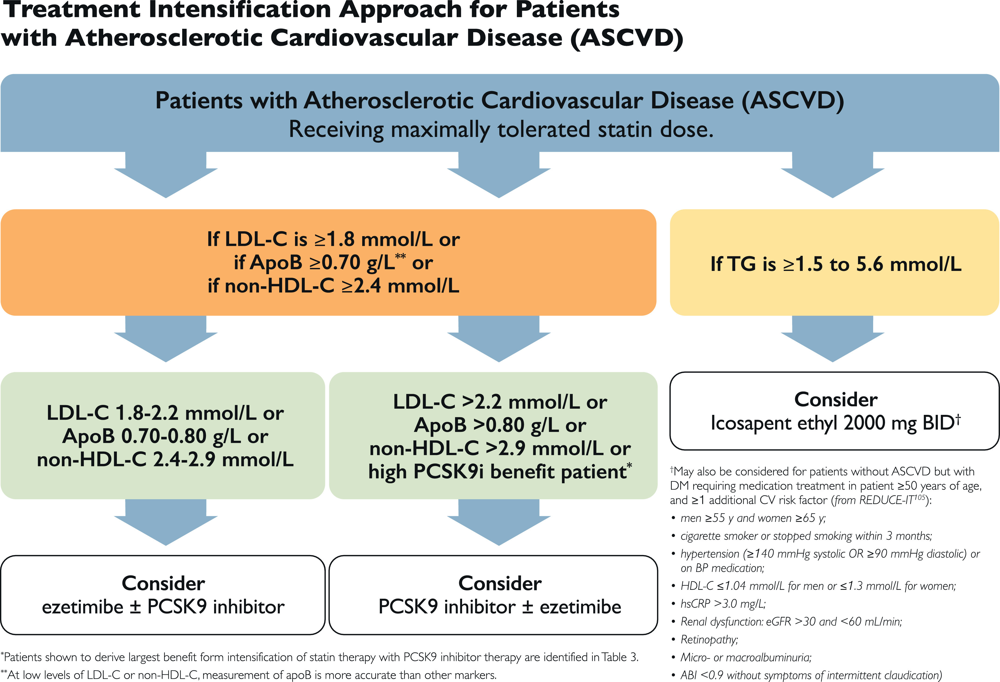 Treatment Intensification Approach for Patients
with Atherosclerotic Cardiovascular Disease (ASCVD)
Patients with Atherosclerotic Cardiovascular Disease (ASCVD)
Receiving maximally tolerated statin dose.
If LDL-C is ≥1.8 mmol/L or
if ApoB ≥0.70 g/L** or
if non-HDL-C ≥2.4 mmol/L
If TG is ≥1.5 to 5.6 mmol/L
LDL-C 1.8-2.2 mmol/L or
ApoB 0.70-0.80 g/L or
non-HDL-C 2.4-2.9 mmol/L
LDL-C >2.2 mmol/L or
ApoB >0.80 g/L or
non-HDL-C >2.9 mmol/L or
high PCSK9i benefit patient*
Consider
Icosapent ethyl 2000 mg BID†
Consider
ezetimibe ± PCSK9 inhibitor
Consider
PCSK9 inhibitor ± ezetimibe
†May also be considered for patients without ASCVD but with
DM requiring medication treatment in patient ≥50 years of age,
and ≥1 additional CV risk factor (from REDUCE-IT105):
• men ≥55 y and women ≥65 y;
• cigarette smoker or stopped smoking within 3 months;
• hypertension (≥140 mmHg systolic OR ≥90 mmHg diastolic) or
on BP medication;
• HDL-C ≤1.04 mmol/L for men or ≤1.3 mmol/L for women;
• hsCRP >3.0 mg/L;
• Renal dysfunction: eGFR >30 and <60 mL/min;
• Retinopathy;
• Micro- or macroalbuminuria;
• ABI <0.9 without symptoms of intermittent claudication)
*Patients shown to derive largest benefit form intensification of statin therapy with PCSK9 inhibitor therapy are identified in Table 3.
**At low levels of LDL-C or non-HDL-C, measurement of apoB is more accurate than other markers.